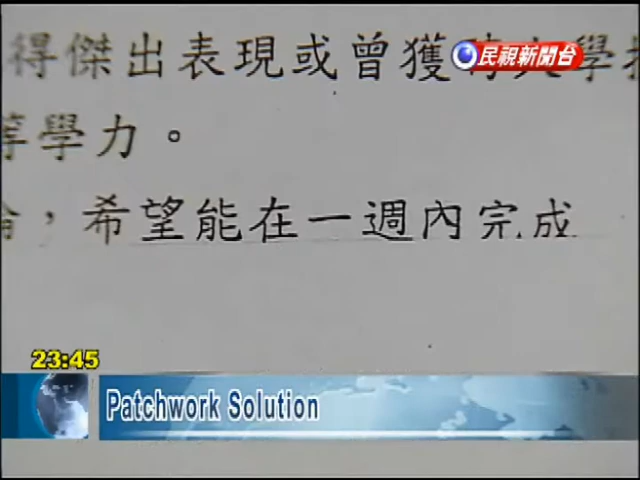 得傑出表現或曾獲
民視新聞台
等學力。
，希望能在一週內完成
23:45
Patchwork Solution